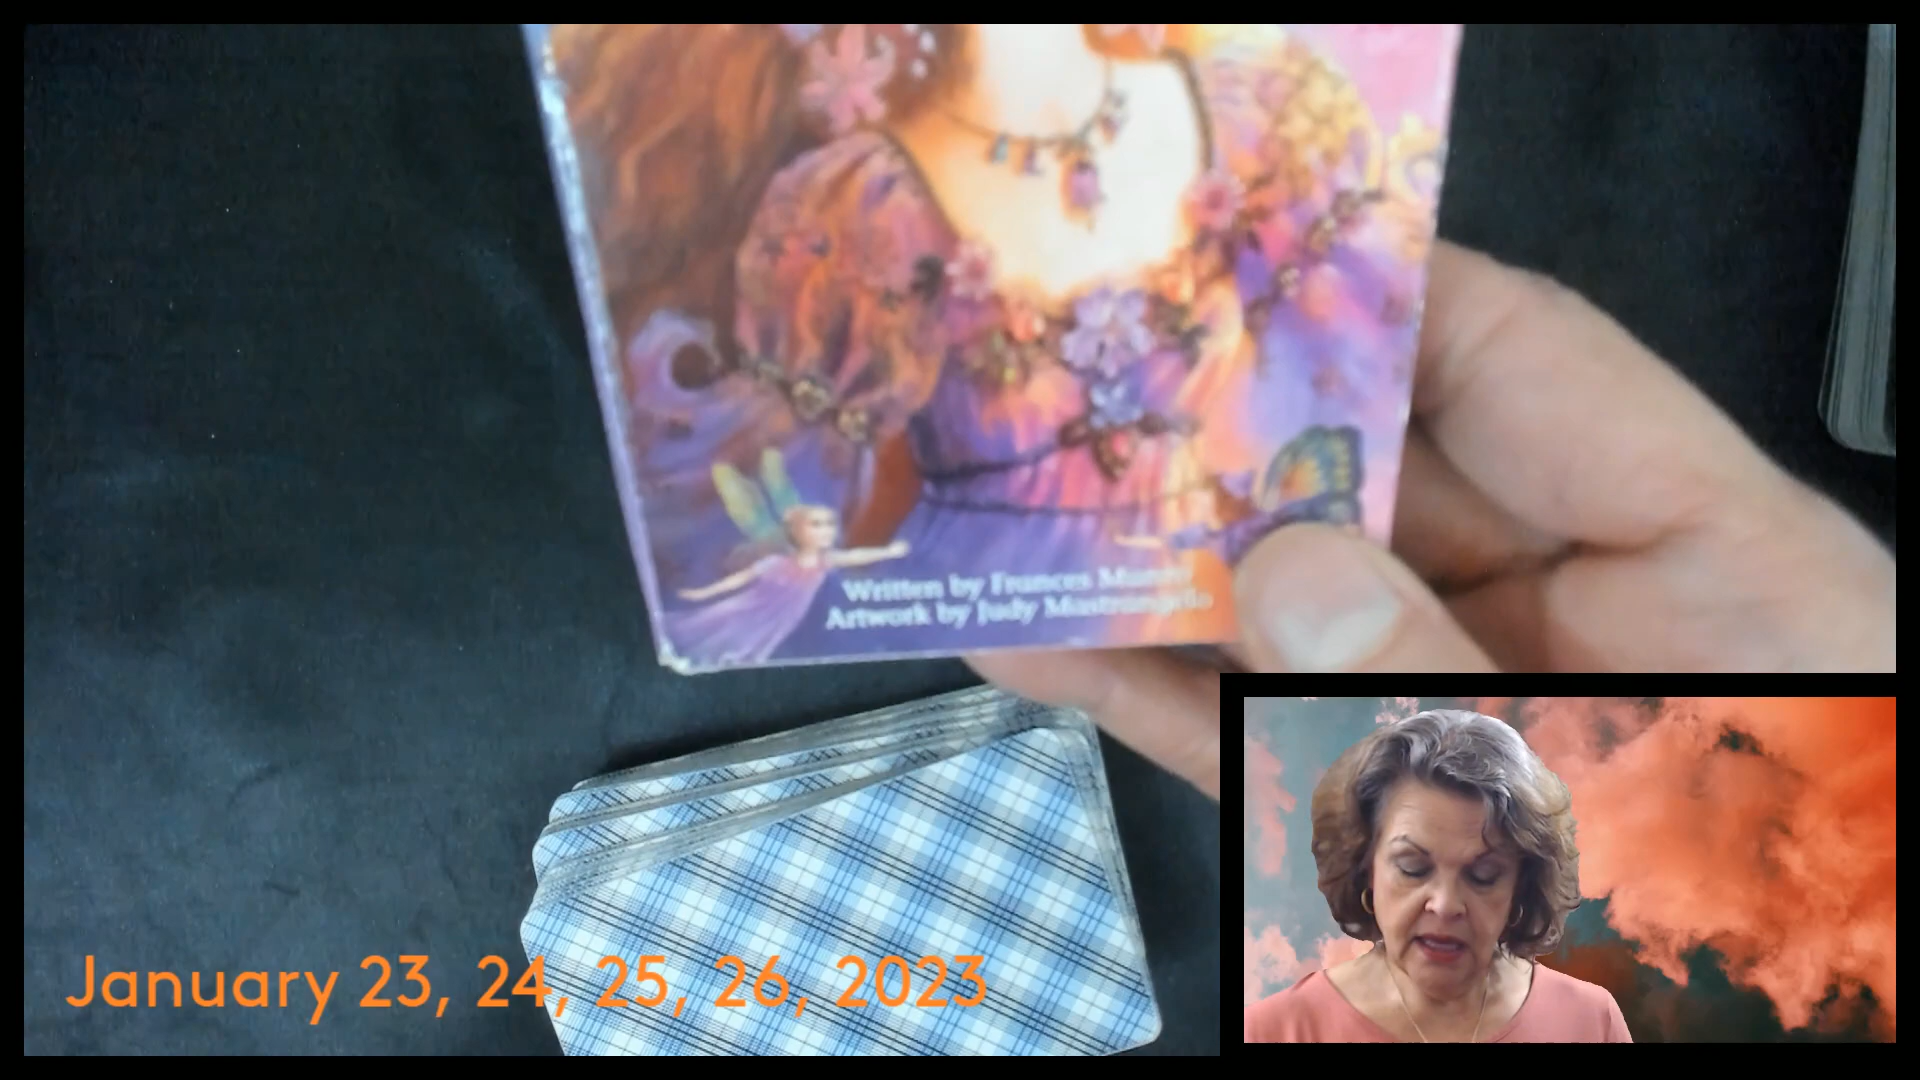 Written by Frances Munro
Artwork by Judy Mastrangelo
January 23, 24, 25, 26, 2023